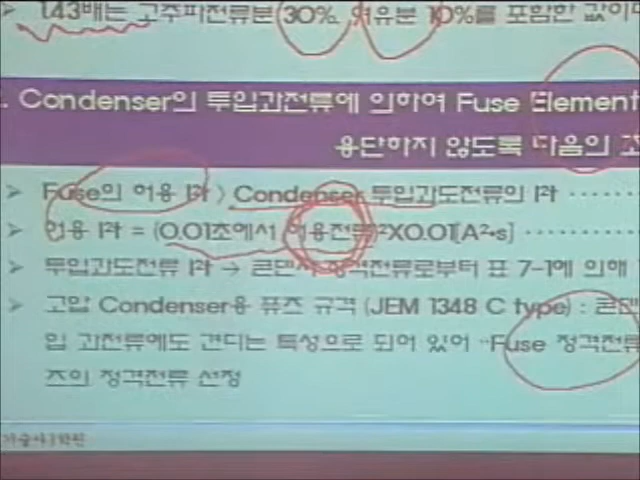 1.43배는 고주파전류분 30%, 여유분 10%를 포함한 값이
. Condenser의 투입과전류에 의하여 Fuse Element
용단하지 않도록 다음의 조
➢ Fuse의 허용 I²t > Condenser 투입과도전류의 I²t ······
➢ 허용 I²t = (0.01초에서 허용전류)²X0.01[A²·s] ·········
➢ 투입과도전류 I²t → 콘덴서 정격전류로부터 표 7-1에 의해
➢ 고압 Condenser용 퓨즈 규격 (JEM 1348 C type) : 콘덴
입 과전류에도 견디는 특성으로 되어 있어 Fuse 정격전류
즈의 정격전류 선정
기술사학원